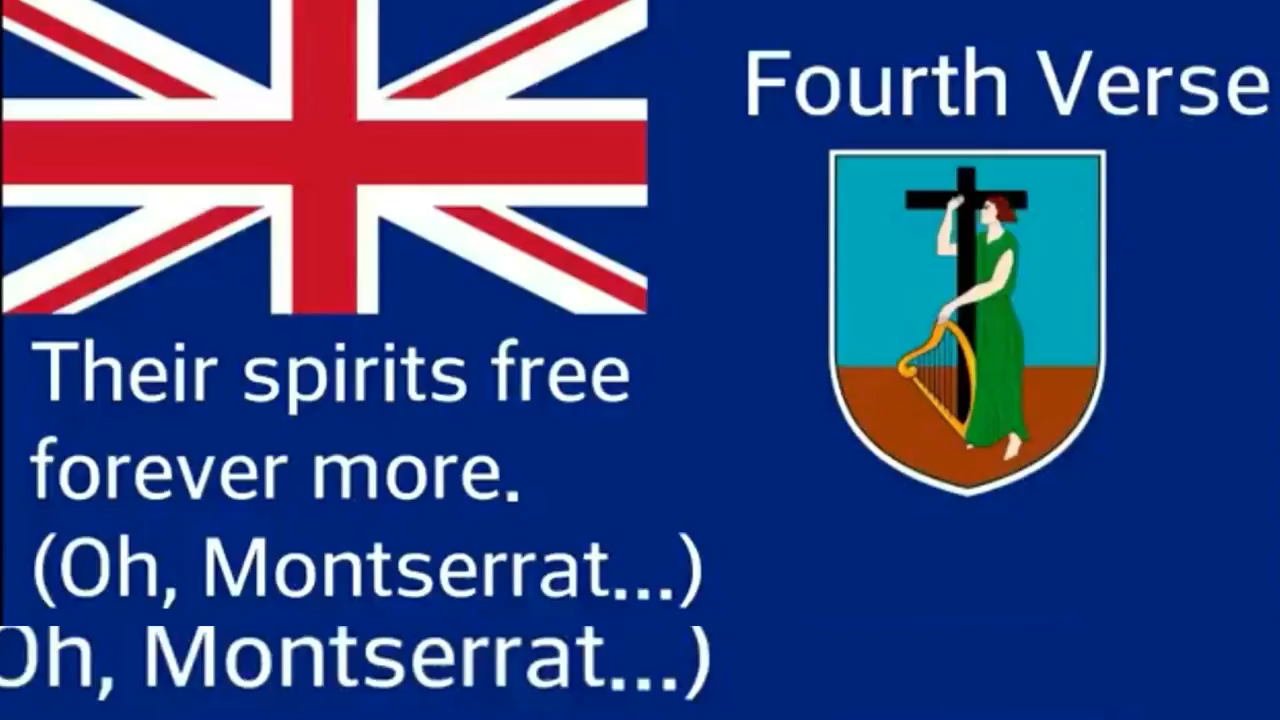 Fourth Verse
Their spirits free
forever more.
(Oh, Montserrat...)
Oh, Montserrat...)